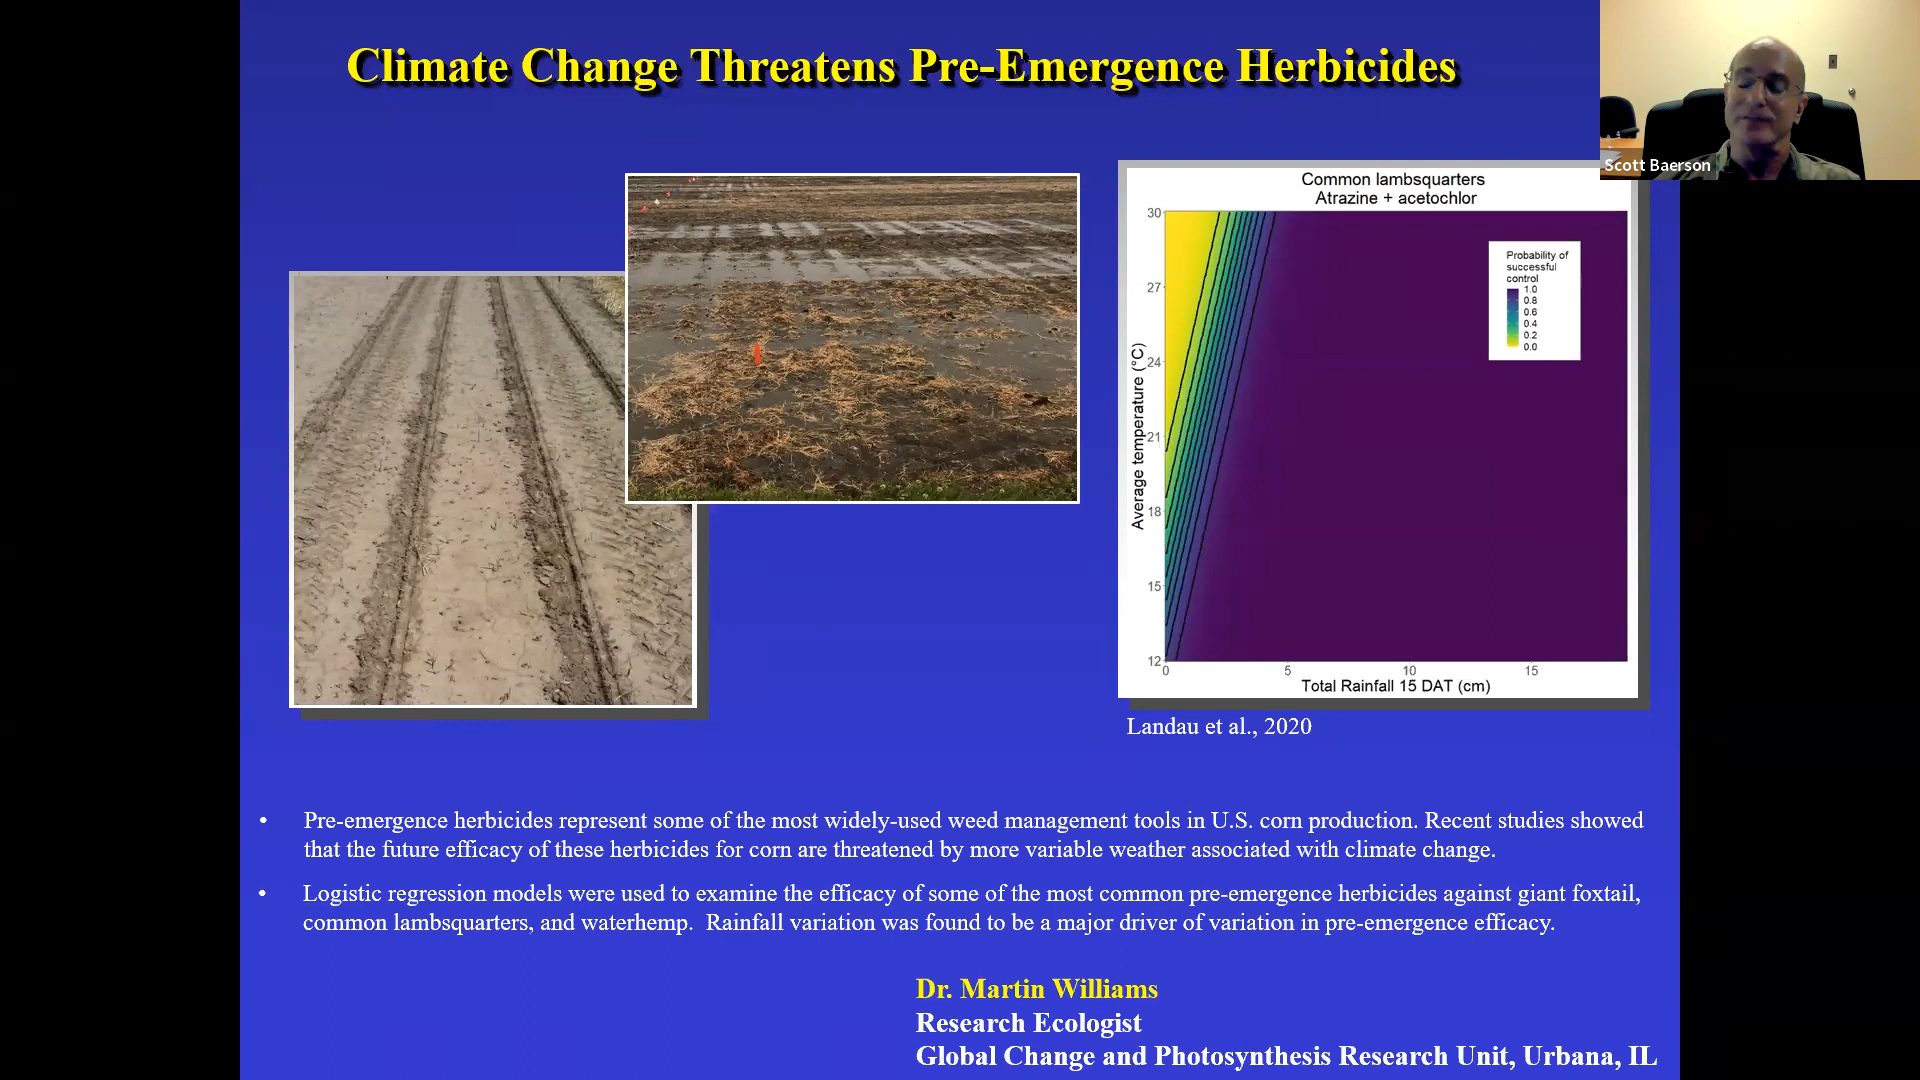 Climate Change Threatens Pre-Emergence Herbicides
Scott Baerson
Common lambsquarters
Atrazine + acetochlor
30
27
24
21
18
15
12
Average temperature (°C)
Probability of
successful
control
1.0
0.8
0.6
0.4
0.2
0.0
0
5
10
15
Total Rainfall 15 DAT (cm)
Landau et al., 2020
• Pre-emergence herbicides represent some of the most widely-used weed management tools in U.S. corn production. Recent studies showed
that the future efficacy of these herbicides for corn are threatened by more variable weather associated with climate change.
• Logistic regression models were used to examine the efficacy of some of the most common pre-emergence herbicides against giant foxtail,
common lambsquarters, and waterhemp.  Rainfall variation was found to be a major driver of variation in pre-emergence efficacy.
Dr. Martin Williams
Research Ecologist
Global Change and Photosynthesis Research Unit, Urbana, IL